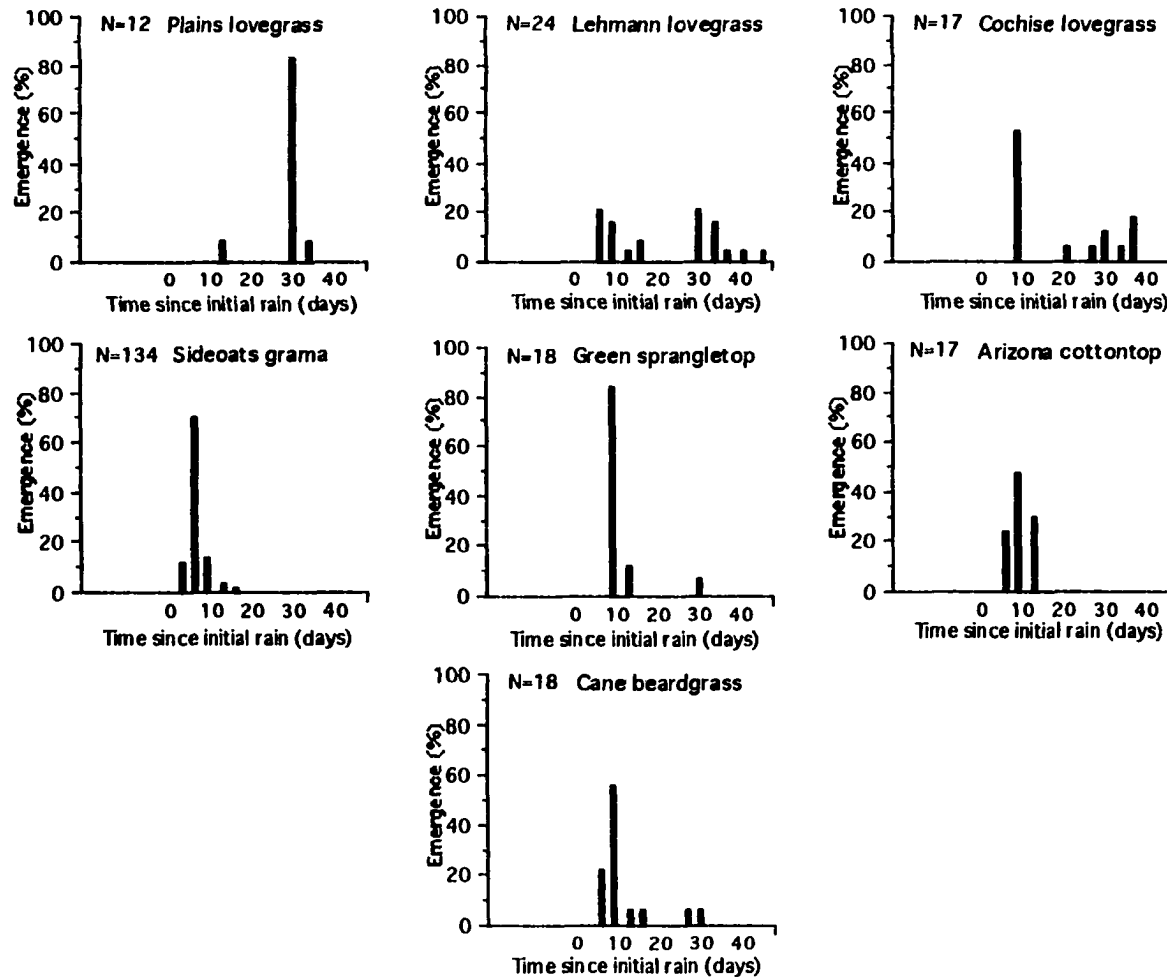 N=12 Plains lovegrass
Emergence (%)
100
80
60
40
20
0
0 10 20 30 40
Time since initial rain (days)
N=24 Lehmann lovegrass
Emergence (%)
100
80
60
40
20
0
0 10 20 30 40
Time since initial rain (days)
N=17 Cochise lovegrass
Emergence (%)
100
80
60
40
20
0
0 10 20 30 40
Time since initial rain (days)
N=134 Sideoats grama
Emergence (%)
100
80
60
40
20
0
0 10 20 30 40
Time since initial rain (days)
N=18 Green sprangletop
Emergence (%)
100
80
60
40
20
0
0 10 20 30 40
Time since initial rain (days)
N=17 Arizona cottontop
Emergence (%)
100
80
60
40
20
0
0 10 20 30 40
Time since initial rain (days)
N=18 Cane beardgrass
Emergence (%)
100
80
60
40
20
0
0 10 20 30 40
Time since initial rain (days)